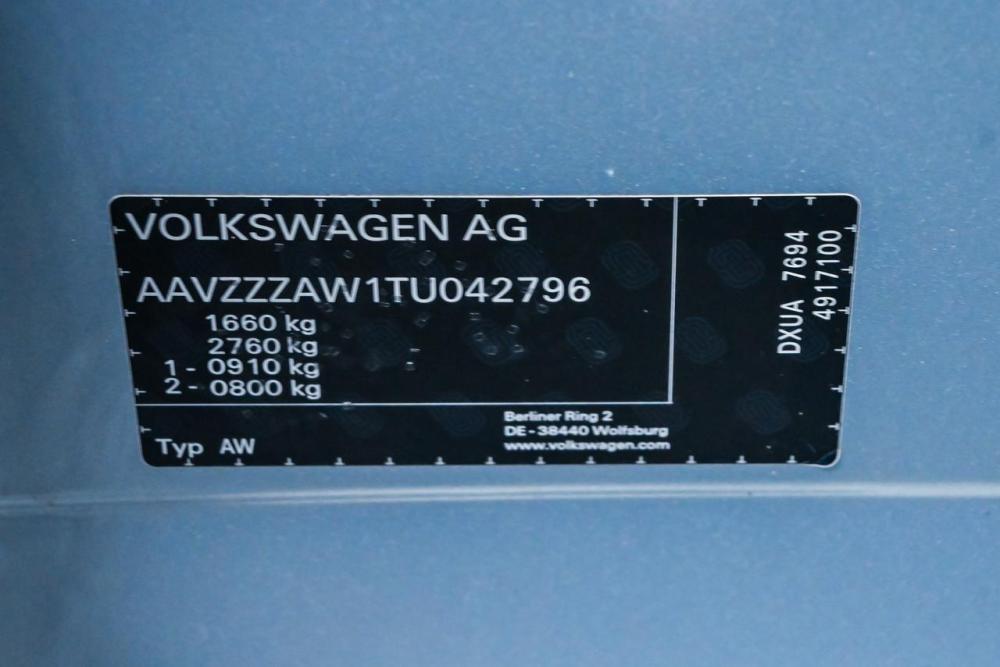 VOLKSWAGEN AG
AAVZZZAW1TU042796
1660 kg
2760 kg
1 - 0910 kg
2 - 0800 kg
Typ AW
Berliner Ring 2
DE - 38440 Wolfsburg
www.volkswagen.com
DXUA 7694
4917100